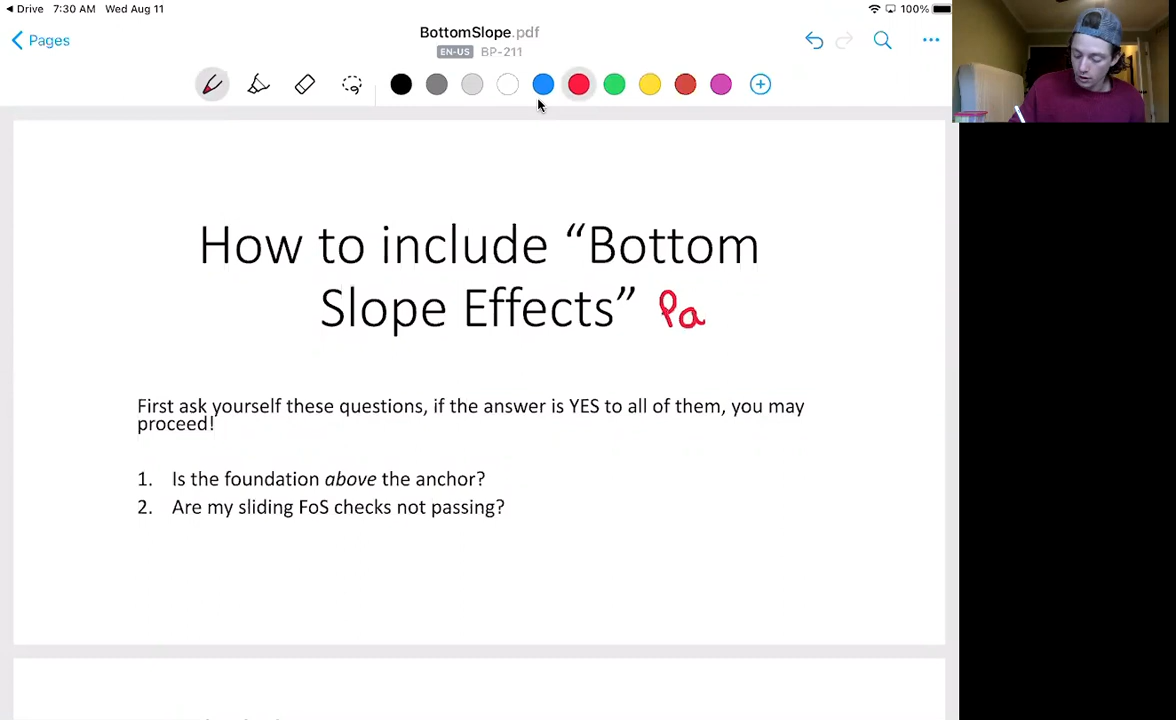 Drive 7:30 AM Wed Aug 11 100%
Pages
BottomSlope.pdf
EN-US BP-211
How to include “Bottom
Slope Effects” Pa
First ask yourself these questions, if the answer is YES to all of them, you may
proceed!
1. Is the foundation above the anchor?
2. Are my sliding FoS checks not passing?